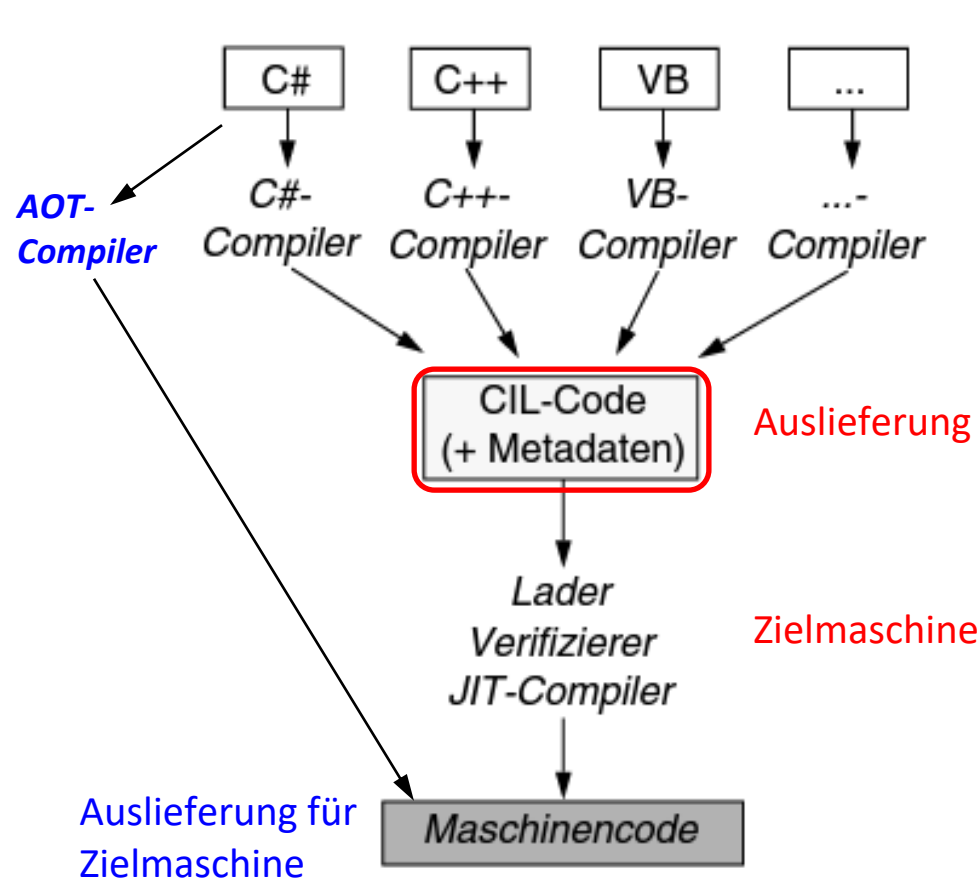 C#
C++
VB
...
AOT-
Compiler
C#-
Compiler
C++-
Compiler
VB-
Compiler
...-
Compiler
CIL-Code
(+ Metadaten)
Auslieferung
Lader
Verifizierer
JIT-Compiler
Zielmaschine
Auslieferung für
Zielmaschine
Maschinencode